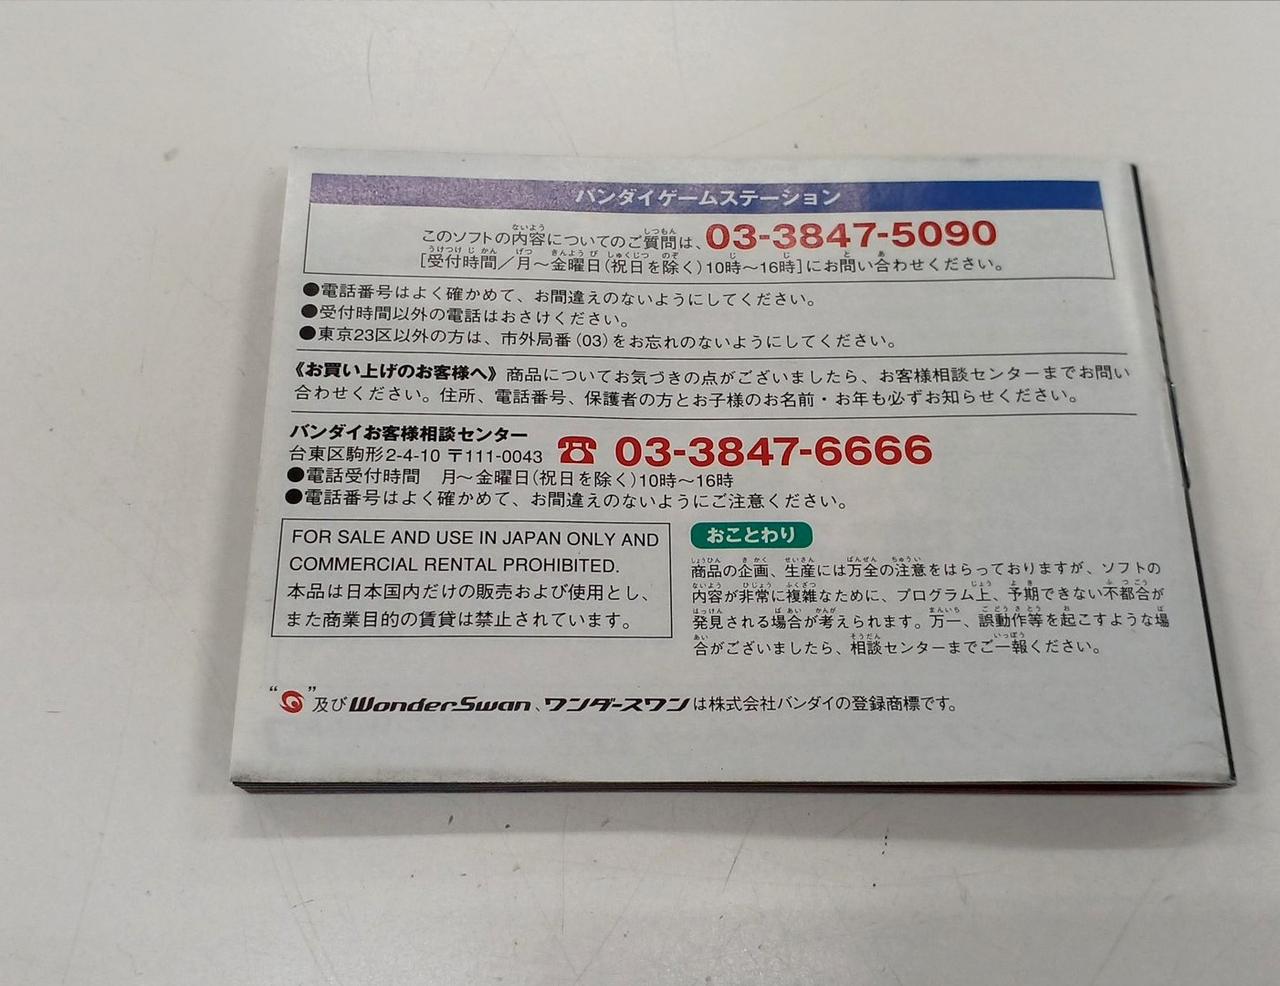 バンダイゲームステーション
このソフトの内容についてのご質問は、03-3847-5090
[受付時間/月〜金曜日(祝日を除く)10時〜16時]にお問い合わせください。
●電話番号はよく確かめて、お間違えのないようにしてください。
●受付時間以外の電話はおさけください。
●東京23区以外の方は、市外局番(03)をお忘れのないようにしてください。
《お買い上げのお客様へ》商品についてお気づきの点がございましたら、お客様相談センターまでお問い
合わせください。住所、電話番号、保護者の方とお子様のお名前・お年も必ずお知らせください。
バンダイお客様相談センター
台東区駒形2-4-10 〒111-0043 ☎ 03-3847-6666
●電話受付時間 月〜金曜日(祝日を除く)10時〜16時
●電話番号はよく確かめて、お間違えのないようにご注意ください。
FOR SALE AND USE IN JAPAN ONLY AND
COMMERCIAL RENTAL PROHIBITED.
本品は日本国内だけの販売および使用とし、
また商業目的の賃貸は禁止されています。
おことわり
商品の企画、生産には万全の注意をはらっておりますが、ソフトの
内容が非常に複雑なために、プログラム上、予期できない不都合が
発見される場合が考えられます。万一、誤動作等を起こすような場
合がございましたら、相談センターまでご一報ください。
“ ”及びWonderSwan、ワンダースワンは株式会社バンダイの登録商標です。